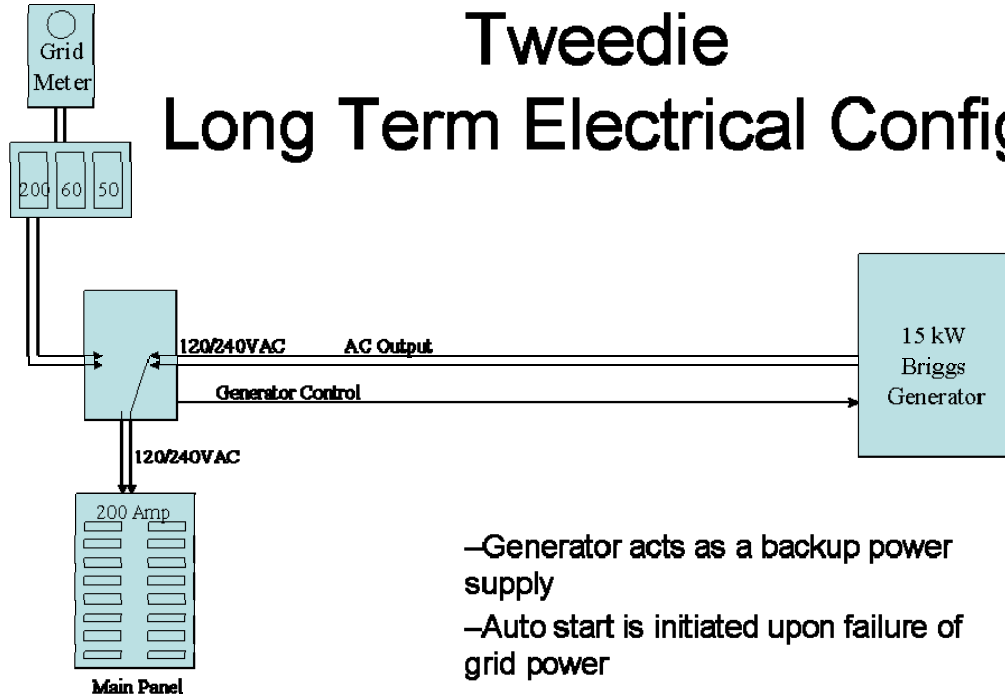 Tweedie
Long Term Electrical Config
Grid
Meter
200 60 50
120/240VAC AC Output
Generator Control
15 kW
Briggs
Generator
120/240VAC
200 Amp
Main Panel
–Generator acts as a backup power
supply
–Auto start is initiated upon failure of
grid power